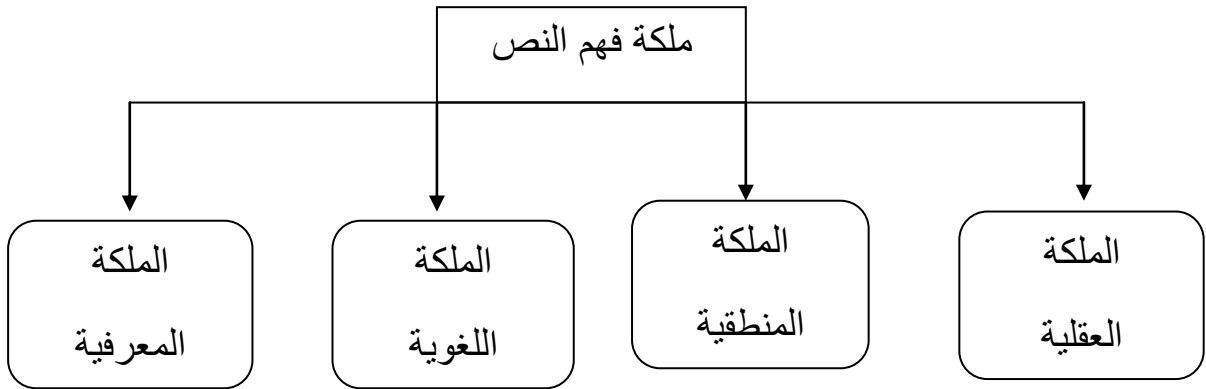 ملكة فهم النص
الملكة
العقلية
الملكة
المنطقية
الملكة
اللغوية
الملكة
المعرفية